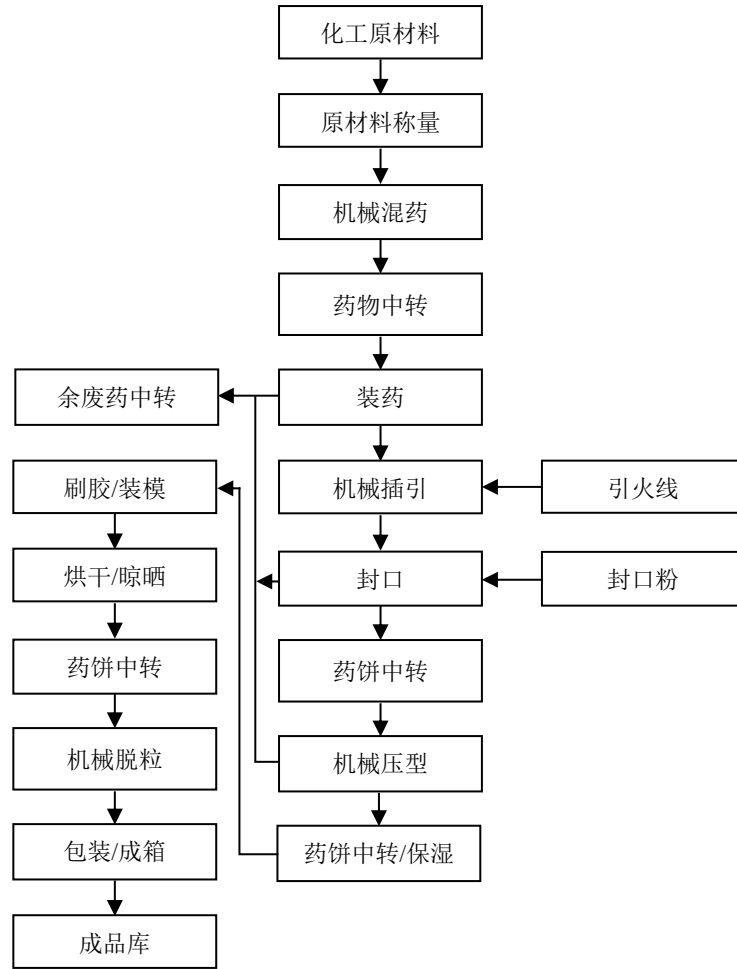 化工原材料
原材料称量
机械混药
药物中转
余废药中转
装药
刷胶/装模
机械插引
引火线
烘干/晾晒
封口
封口粉
药饼中转
药饼中转
机械脱粒
机械压型
包装/成箱
药饼中转/保湿
成品库